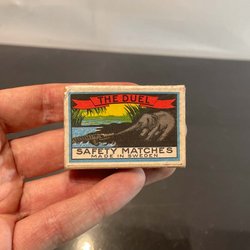 THE DUEL
SAFETY MATCHES
MADE IN SWEDEN